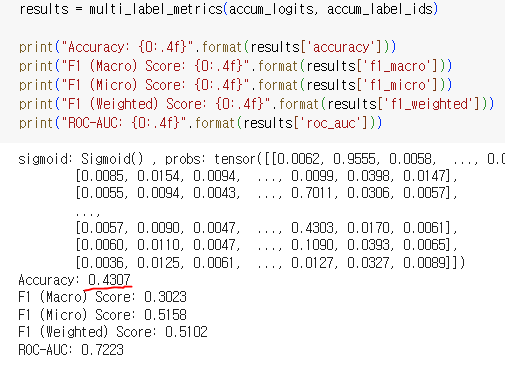 results = multi_label_metrics(accum_logits, accum_label_ids)
print("Accuracy: {0:.4f}".format(results['accuracy']))
print("F1 (Macro) Score: {0:.4f}".format(results['f1_macro']))
print("F1 (Micro) Score: {0:.4f}".format(results['f1_micro']))
print("F1 (Weighted) Score: {0:.4f}".format(results['f1_weighted']))
print("ROC-AUC: {0:.4f}".format(results['roc_auc']))
sigmoid: Sigmoid() , probs: tensor([[0.0062, 0.9555, 0.0058, ..., 0.0
[0.0085, 0.0154, 0.0094, ..., 0.0099, 0.0398, 0.0147],
[0.0055, 0.0094, 0.0043, ..., 0.7011, 0.0306, 0.0057],
...,
[0.0057, 0.0090, 0.0047, ..., 0.4303, 0.0170, 0.0061],
[0.0060, 0.0110, 0.0047, ..., 0.1090, 0.0393, 0.0065],
[0.0036, 0.0125, 0.0061, ..., 0.0127, 0.0327, 0.0089]])
Accuracy: 0.4307
F1 (Macro) Score: 0.3023
F1 (Micro) Score: 0.5158
F1 (Weighted) Score: 0.5102
ROC-AUC: 0.7223